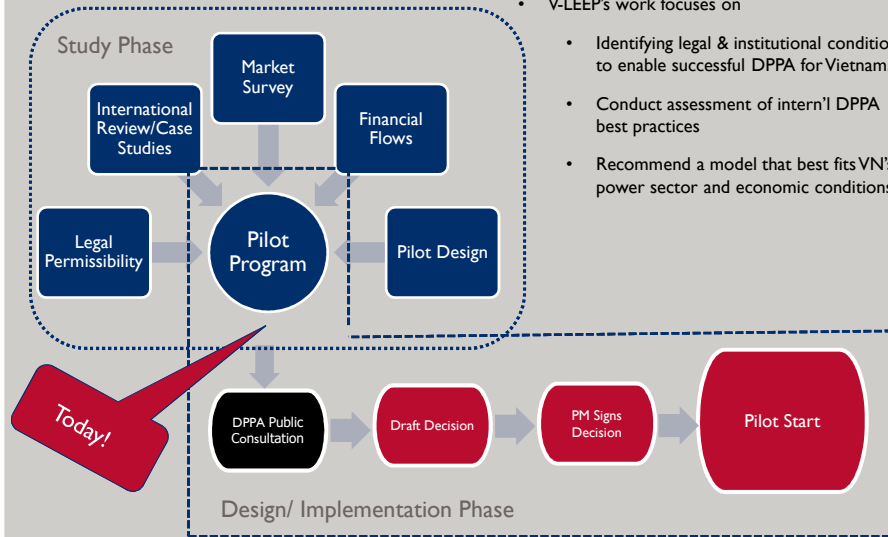 • V-LEEP's work focuses on
• Identifying legal & institutional
to enable successful DPPA for Vietnam
• Conduct assessment of intern'l DPPA
best practices
• Recommend a model that best fits VN's
power sector and economic conditions
Study Phase
Market
Survey
International
Review/Case
Studies
Financial
Flows
Legal
Permissibility
Pilot
Program
Pilot Design
Today!
DPPA Public
Consultation
Draft Decision
PM Signs
Decision
Pilot Start
Design/ Implementation Phase